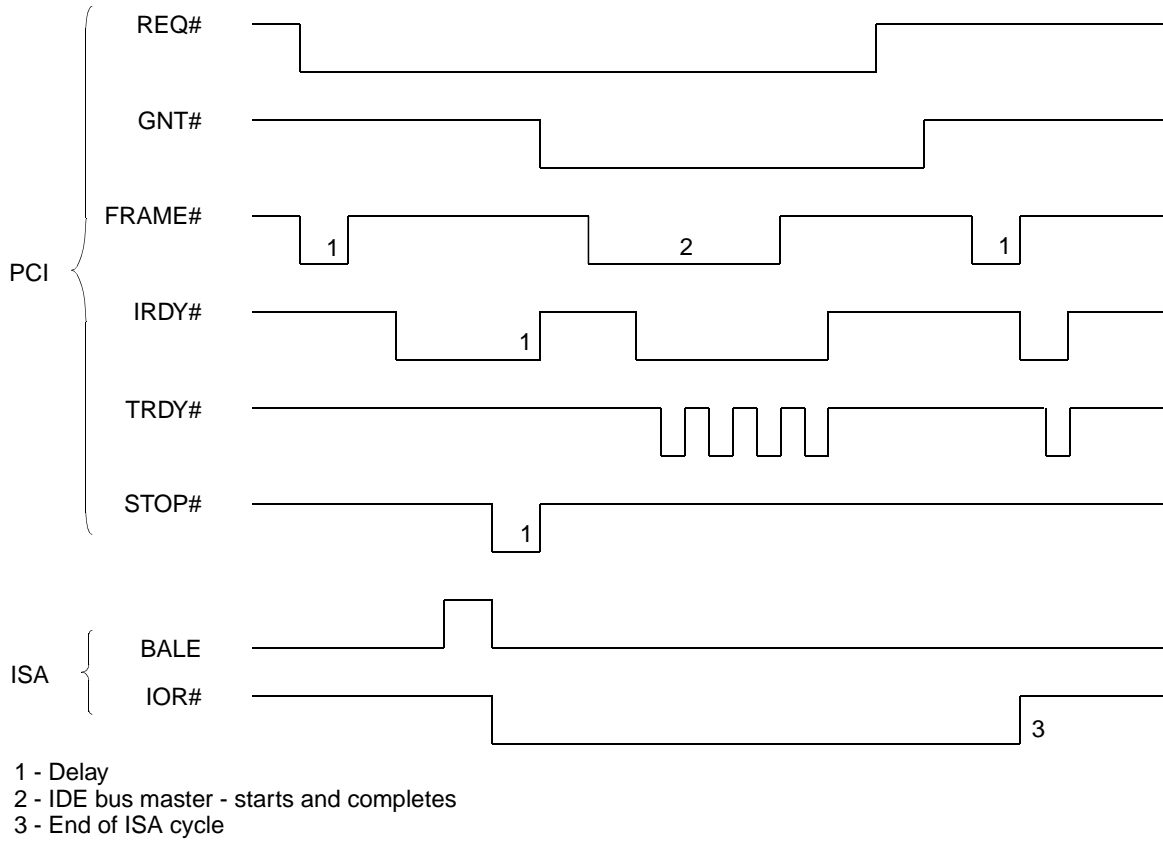 REQ#
GNT#
FRAME#
1
2
1
PCI
IRDY#
1
TRDY#
STOP#
1
BALE
ISA
IOR#
3
1 - Delay
2 - IDE bus master - starts and completes
3 - End of ISA cycle